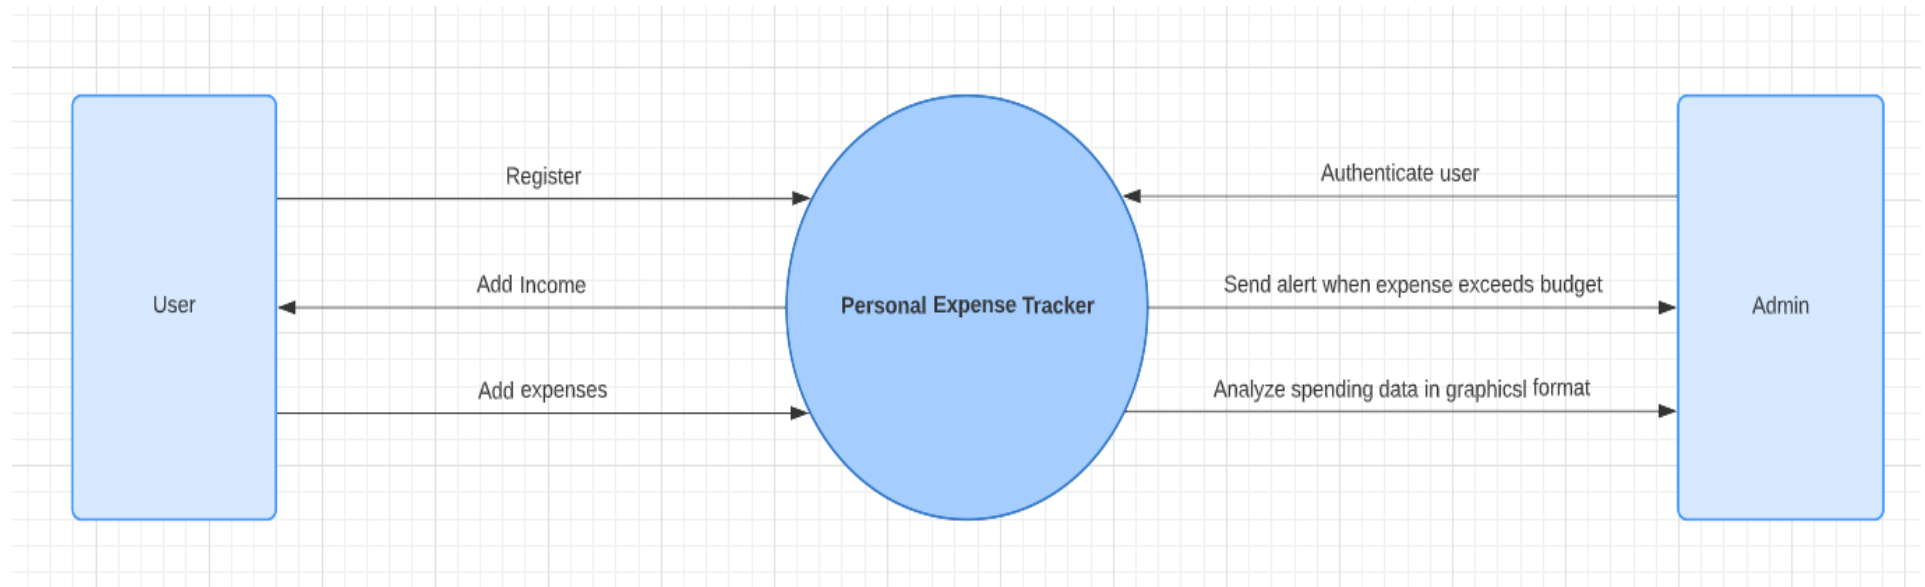 Register
Authenticate user
Add Income
Send alert when expense exceeds budget
User
Personal Expense Tracker
Admin
Add expenses
Analyze spending data in graphicsl format